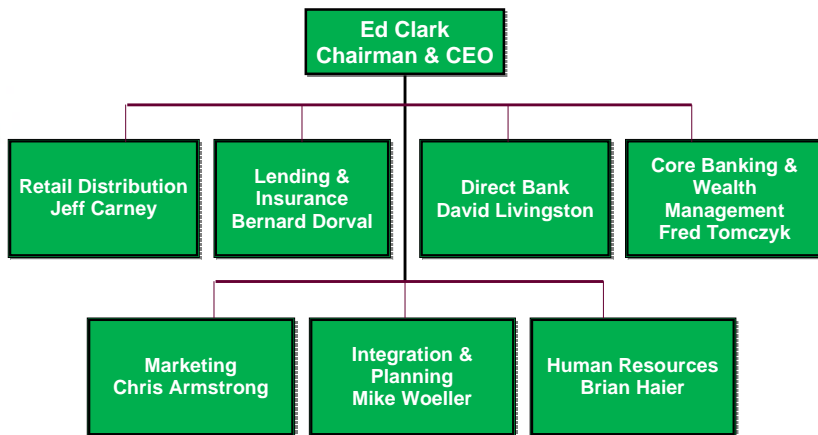 Ed Clark
Chairman & CEO
Retail Distribution
Jeff Carney
Lending &
Insurance
Bernard Dorval
Direct Bank
David Livingston
Core Banking &
Wealth
Management
Fred Tomczyk
Marketing
Chris Armstrong
Integration &
Planning
Mike Woeller
Human Resources
Brian Haier